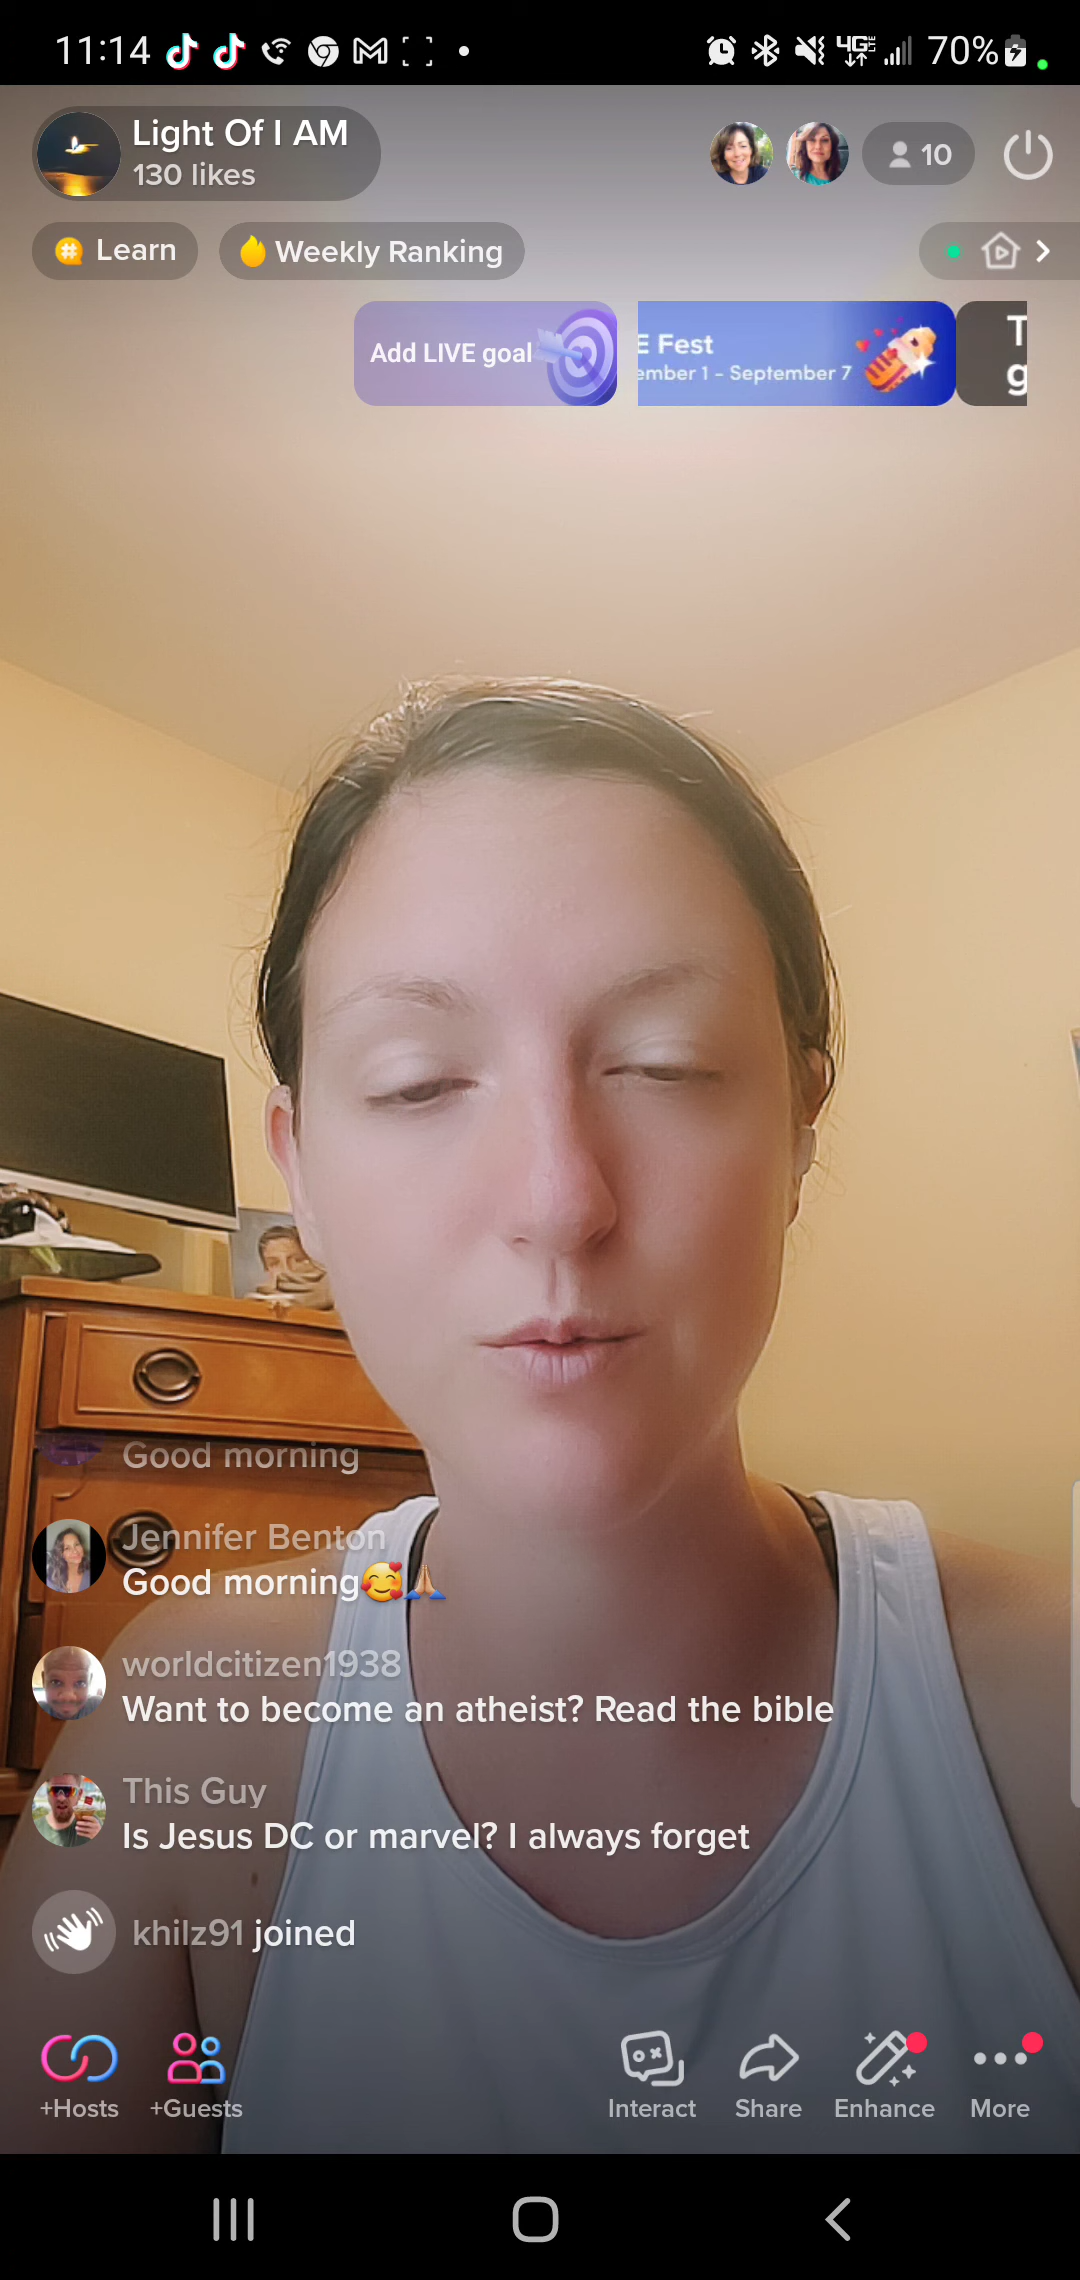 11:14
4G LTE
70%
Light Of I AM
130 likes
10
Learn
Weekly Ranking
Add LIVE goal
E Fest
ember 1 - September 7
T
g
Good morning
Jennifer Benton
Good morning🥰🙏🏽
worldcitizen1938
Want to become an atheist? Read the bible
This Guy
Is Jesus DC or marvel? I always forget
khilz91 joined
+Hosts
+Guests
Interact
Share
Enhance
More